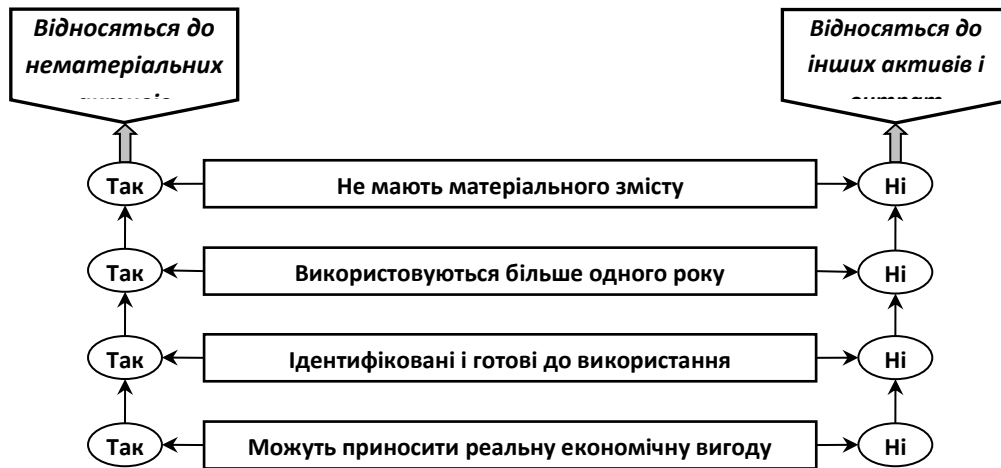 Відносяться до
нематеріальних
Відносяться до
інших активів і
Так
Не мають матеріального змісту
Ні
Так
Використовуються більше одного року
Ні
Так
Ідентифіковані і готові до використання
Ні
Так
Можуть приносити реальну економічну вигоду
Ні